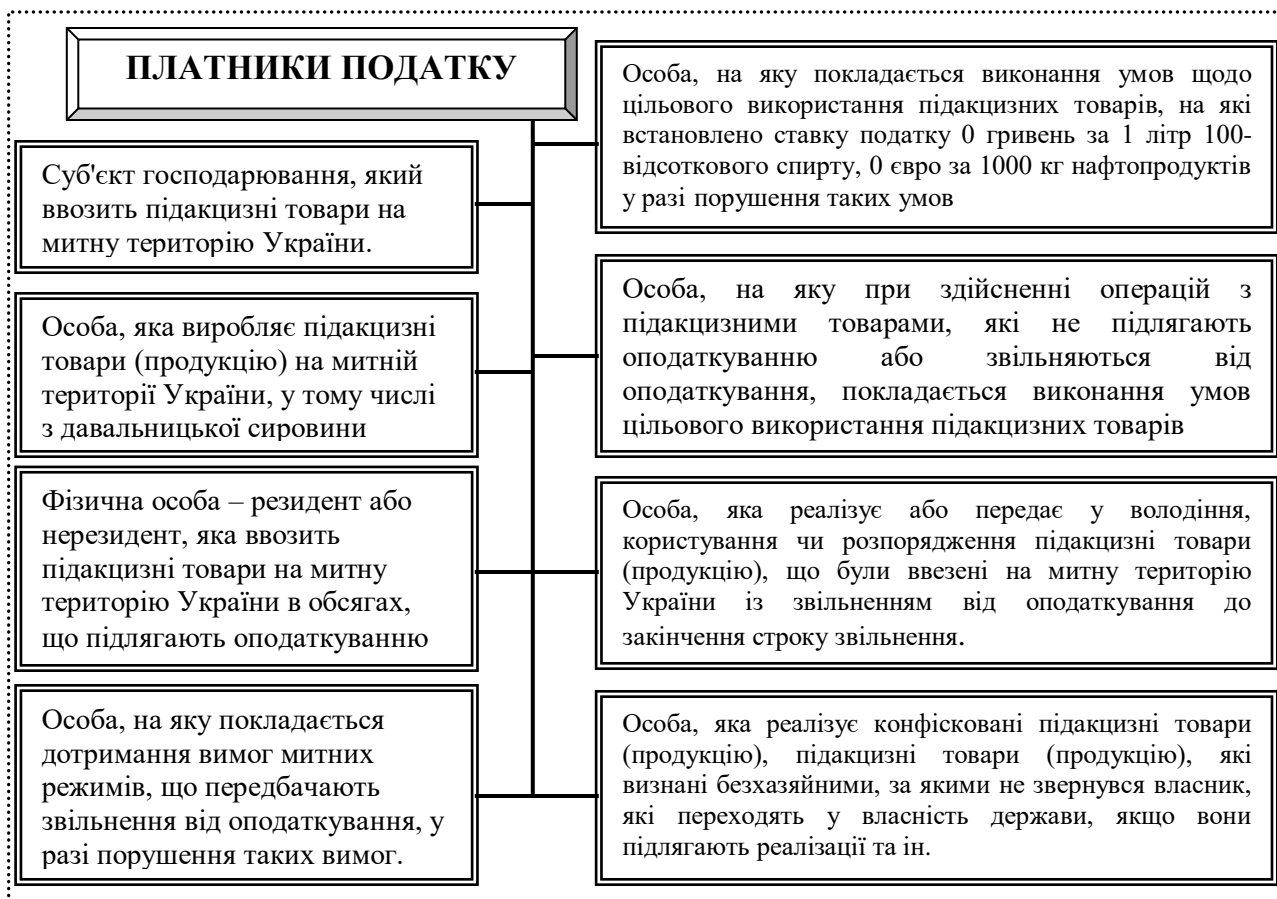 ПЛАТНИКИ ПОДАТКУ
Суб'єкт господарювання, який
ввозить підакцизні товари на
митну територію України.
Особа, яка виробляє підакцизні
товари (продукцію) на митній
території України, у тому числі
з давальницької сировини
Фізична особа – резидент або
нерезидент, яка ввозить
підакцизні товари на митну
територію України в обсягах,
що підлягають оподаткуванню
Особа, на яку покладається
дотримання вимог митних
режимів, що передбачають
звільнення від оподаткування, у
разі порушення таких вимог.
Особа, на яку покладається виконання умов щодо
цільового використання підакцизних товарів, на які
встановлено ставку податку 0 гривень за 1 літр 100-
відсоткового спирту, 0 євро за 1000 кг нафтопродуктів
у разі порушення таких умов
Особа, на яку при здійсненні операцій з
підакцизними товарами, які не підлягають
оподаткуванню або звільняються від
оподаткування, покладається виконання умов
цільового використання підакцизних товарів
Особа, яка реалізує або передає у володіння,
користування чи розпорядження підакцизні товари
(продукцію), що були ввезені на митну територію
України із звільненням від оподаткування до
закінчення строку звільнення.
Особа, яка реалізує конфісковані підакцизні товари
(продукцію), підакцизні товари (продукцію), які
визнані безхазяйними, за якими не звернувся власник,
які переходять у власність держави, якщо вони
підлягають реалізації та ін.